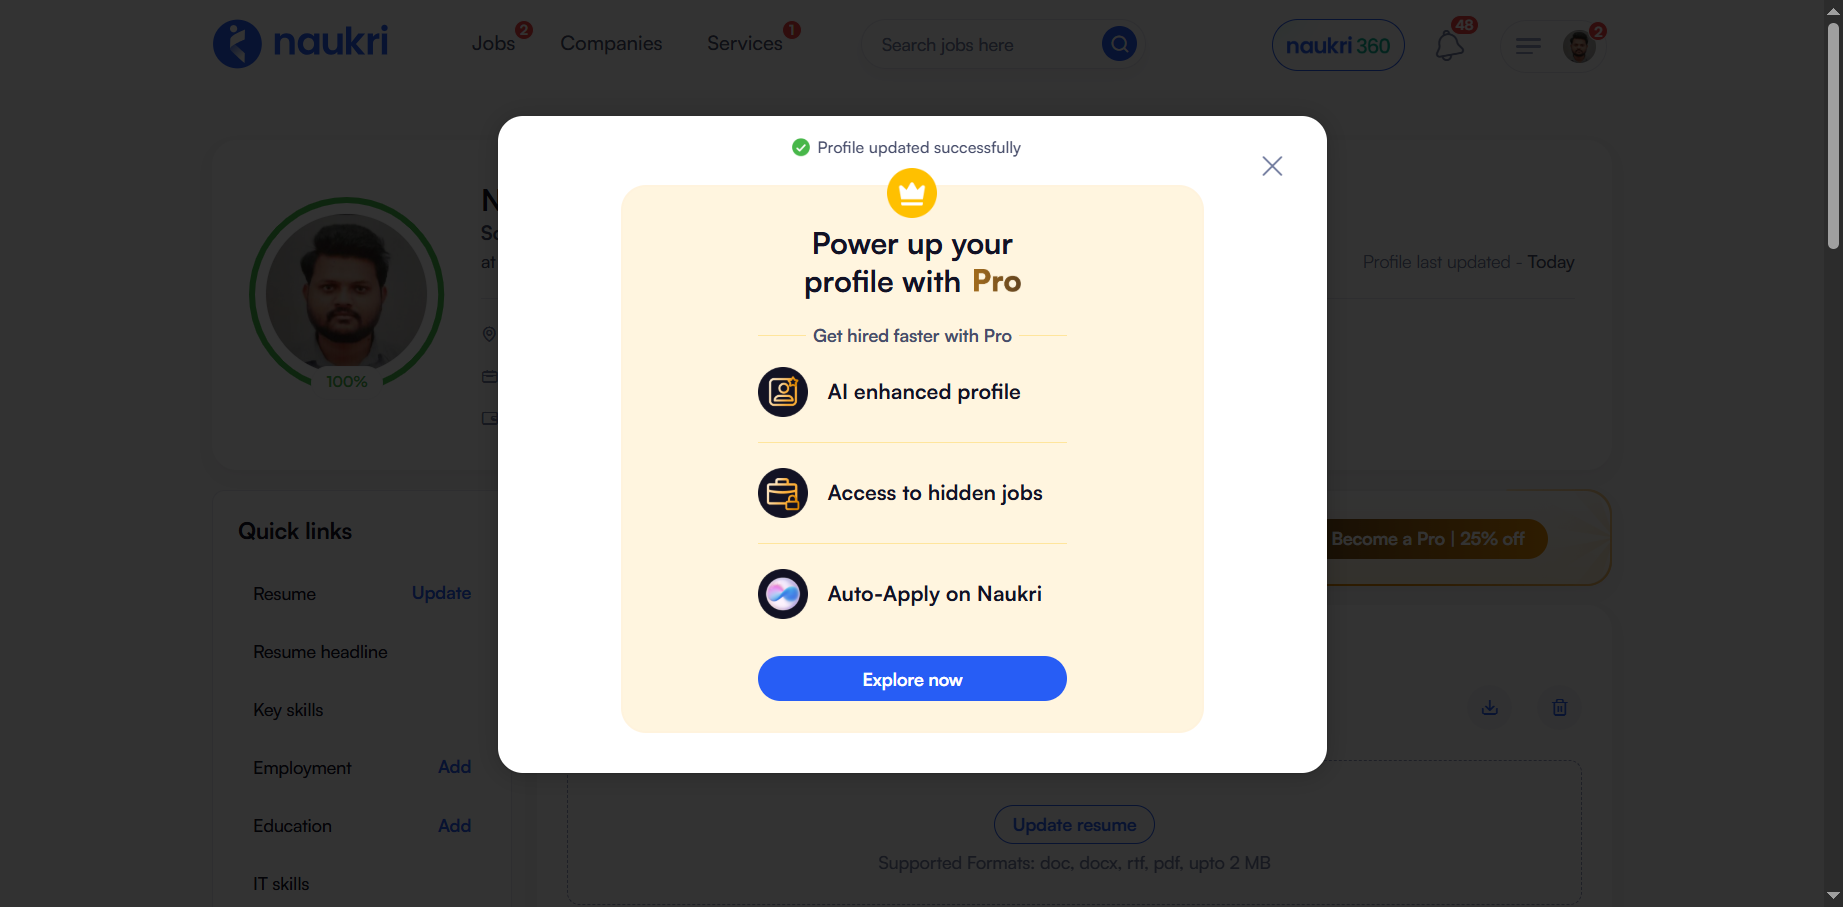 naukri
Jobs
2
Companies
Services
1
Search jobs here
naukri 360
48
2
Profile updated successfully
Power up your
profile with Pro
Get hired faster with Pro
AI enhanced profile
Access to hidden jobs
Auto-Apply on Naukri
Explore now
N
So
at
100%
Profile last updated - Today
Become a Pro | 25% off
Quick links
Resume
Update
Resume headline
Key skills
Employment
Add
Education
Add
IT skills
Update resume
Supported Formats: doc, docx, rtf, pdf, upto 2 MB